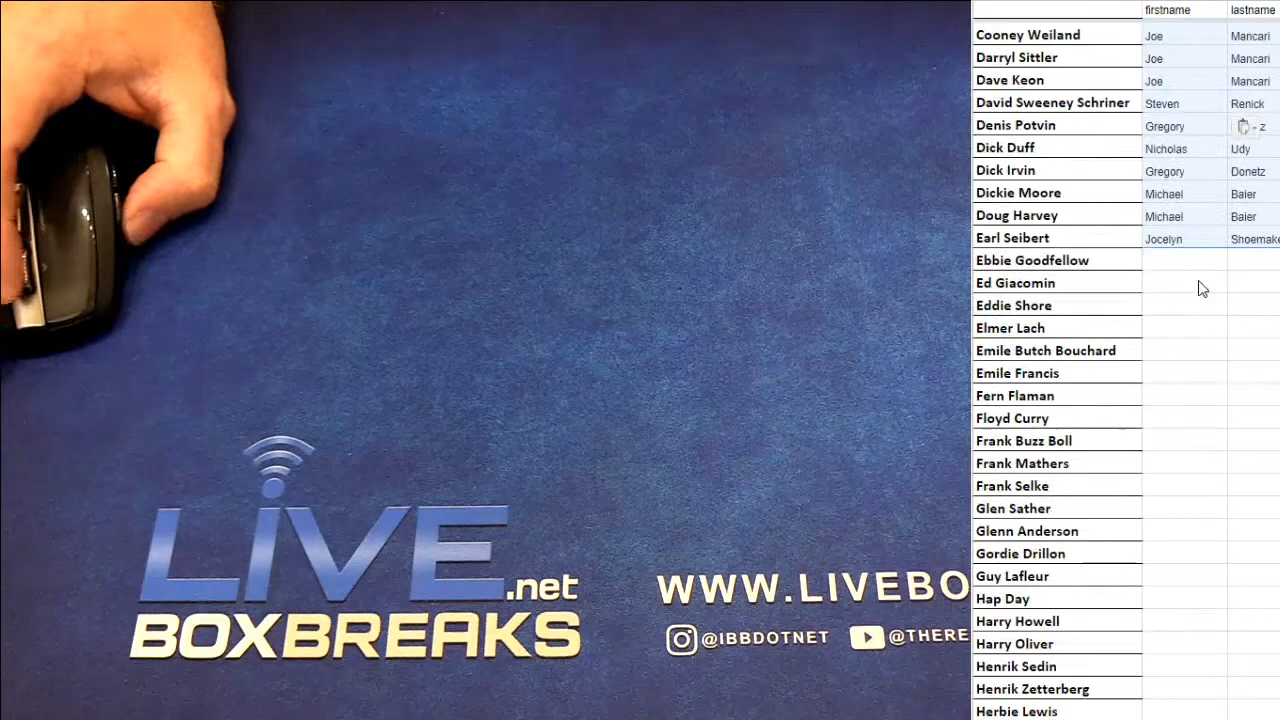 firstname lastname
Cooney Weiland Joe Mancari
Darryl Sittler Joe Mancari
Dave Keon Joe Mancari
David Sweeney Schriner Steven Renick
Denis Potvin Gregory z
Dick Duff Nicholas Udy
Dick Irvin Gregory Donetz
Dickie Moore Michael Baier
Doug Harvey Michael Baier
Earl Seibert Jocelyn Shoemake
Ebbie Goodfellow
Ed Giacomin
Eddie Shore
Elmer Lach
Emile Butch Bouchard
Emile Francis
Fern Flaman
Floyd Curry
Frank Buzz Boll
Frank Mathers
Frank Selke
Glen Sather
Glenn Anderson
Gordie Drillon
Guy Lafleur
Hap Day
Harry Howell
Harry Oliver
Henrik Sedin
Henrik Zetterberg
Herbie Lewis
LIVE.net
BOXBREAKS
WWW.LIVEBO
@IBBDOTNET @THERE